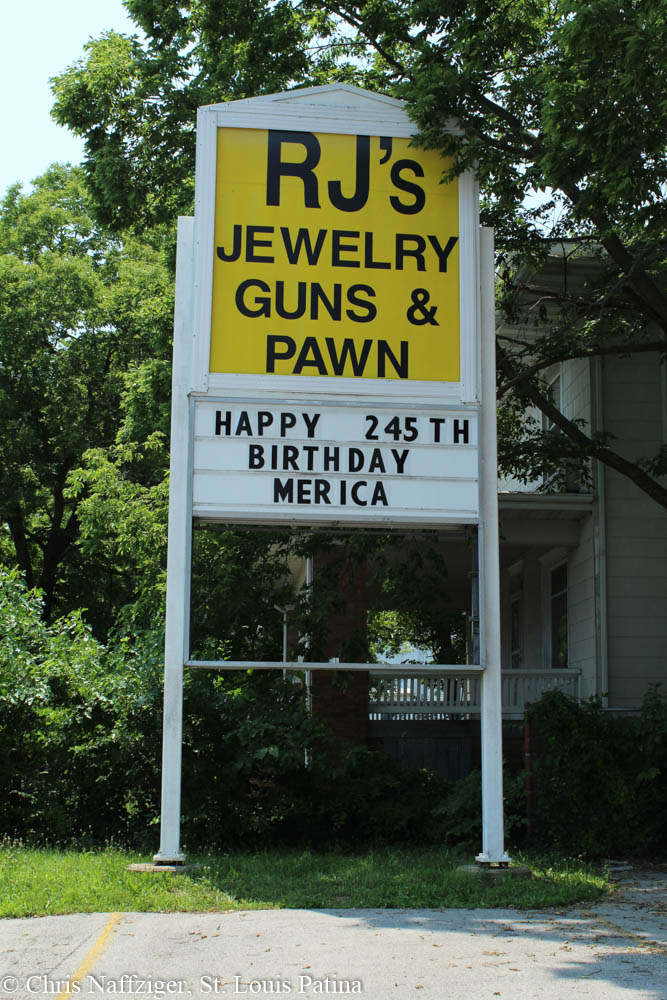 RJ's
JEWELRY
GUNS &
PAWN
HAPPY 245TH
BIRTHDAY
MERICA
© Chris Naffziger, St. Louis Patina